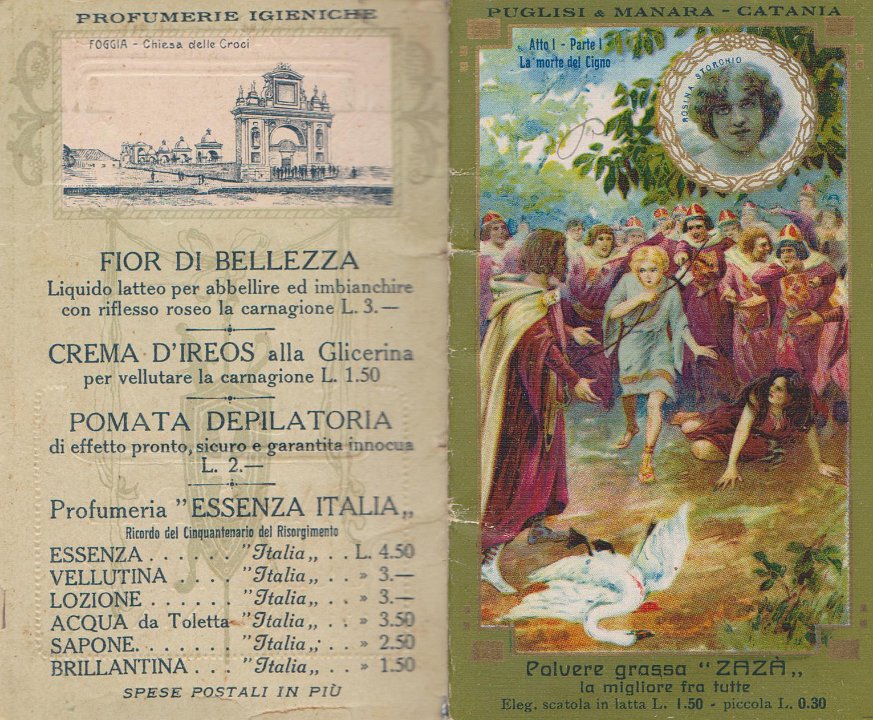 PROFUMERIE IGIENICHE
FOGGIA - Chiesa delle Croci
FIOR DI BELLEZZA
Liquido latteo per abbellire ed imbianchire
con riflesso roseo la carnagione L. 3.—
CREMA D'IREOS alla Glicerina
per vellutare la carnagione L. 1.50
POMATA DEPILATORIA
di effetto pronto, sicuro e garantita innocua
L. 2.—
Profumeria "ESSENZA ITALIA„
Ricordo del Cinquantenario del Risorgimento
ESSENZA . . . . . . "Italia„ . . L. 4.50
VELLUTINA . . . . "Italia„ . . » 3.—
LOZIONE . . . . . . "Italia„ . . » 3.—
ACQUA da Toletta "Italia„ . . » 3.50
SAPONE. . . . . . . "Italia„ . . » 2.50
BRILLANTINA . . "Italia„ . . » 1.50
SPESE POSTALI IN PIÙ
PUGLISI & MANARA - CATANIA
Atto I - Parte I
La morte del Cigno
ROSINA STORCHIO
Polvere grassa "ZAZÀ„
la migliore fra tutte
Eleg. scatola in latta L. 1.50 - piccola L. 0.30